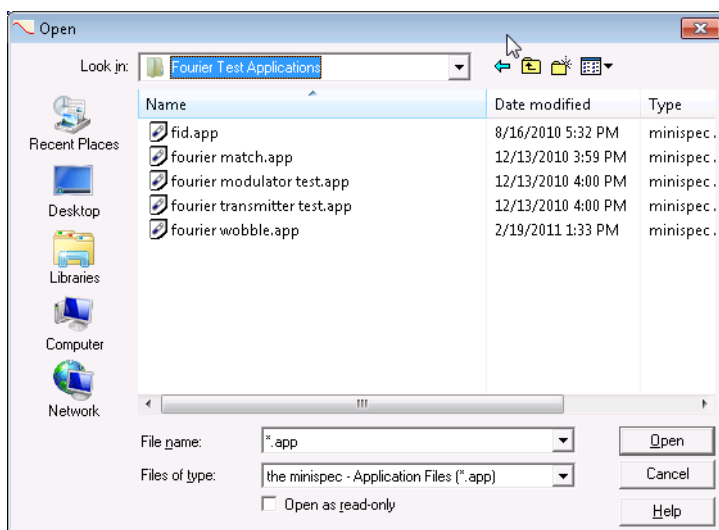 Open
Look in: Fourier Test Applications
Name Date modified Type
fid.app 8/16/2010 5:32 PM minispec .
fourier match.app 12/13/2010 3:59 PM minispec .
fourier modulator test.app 12/13/2010 4:00 PM minispec .
fourier transmitter test.app 12/13/2010 4:00 PM minispec .
fourier wobble.app 2/19/2011 1:33 PM minispec .
Recent Places
Desktop
Libraries
Computer
Network
File name: *.app Open
Files of type: the minispec - Application Files (*.app) Cancel
Open as read-only
Help